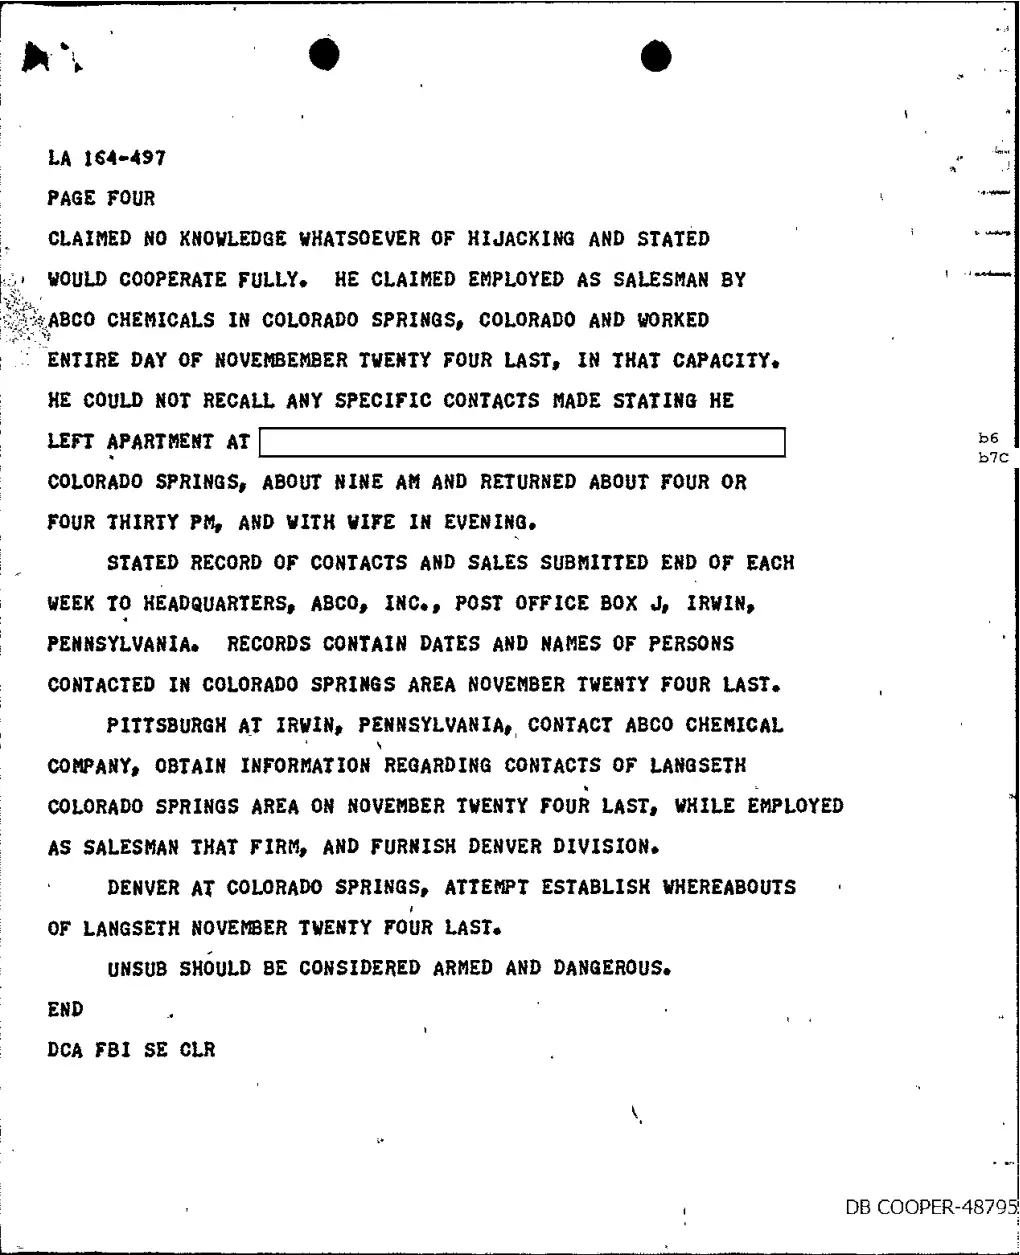 LA 164-497
PAGE FOUR
CLAIMED NO KNOWLEDGE WHATSOEVER OF HIJACKING AND STATED
WOULD COOPERATE FULLY. HE CLAIMED EMPLOYED AS SALESMAN BY
ABCO CHEMICALS IN COLORADO SPRINGS, COLORADO AND WORKED
ENTIRE DAY OF NOVEMBEMBER TWENTY FOUR LAST, IN THAT CAPACITY.
HE COULD NOT RECALL ANY SPECIFIC CONTACTS MADE STATING HE
LEFT APARTMENT AT
b6
b7C
COLORADO SPRINGS, ABOUT NINE AM AND RETURNED ABOUT FOUR OR
FOUR THIRTY PM, AND WITH WIFE IN EVENING.
STATED RECORD OF CONTACTS AND SALES SUBMITTED END OF EACH
WEEK TO HEADQUARTERS, ABCO, INC., POST OFFICE BOX J, IRWIN,
PENNSYLVANIA. RECORDS CONTAIN DATES AND NAMES OF PERSONS
CONTACTED IN COLORADO SPRINGS AREA NOVEMBER TWENTY FOUR LAST.
PITTSBURGH AT IRWIN, PENNSYLVANIA, CONTACT ABCO CHEMICAL
COMPANY, OBTAIN INFORMATION REGARDING CONTACTS OF LANGSETH
COLORADO SPRINGS AREA ON NOVEMBER TWENTY FOUR LAST, WHILE EMPLOYED
AS SALESMAN THAT FIRM, AND FURNISH DENVER DIVISION.
DENVER AT COLORADO SPRINGS, ATTEMPT ESTABLISH WHEREABOUTS
OF LANGSETH NOVEMBER TWENTY FOUR LAST.
UNSUB SHOULD BE CONSIDERED ARMED AND DANGEROUS.
END
DCA FBI SE CLR
DB COOPER-48795